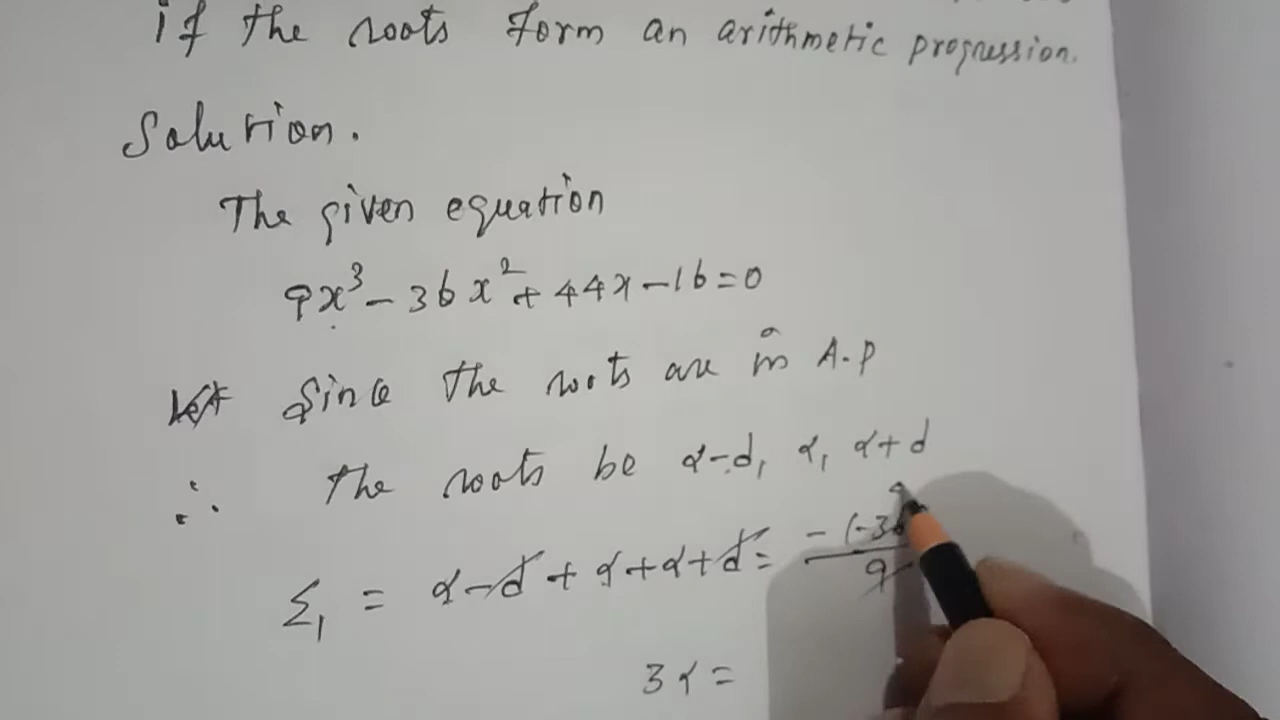 if the roots form an arithmetic progression.
Solution.
The given equation
9x³ - 36x² + 44x - 16 = 0
Since the roots are in A.P
∴ the roots be α-d, α, α+d
Σ₁ = α-d + α+α+d = -(-36 / 9
3α =